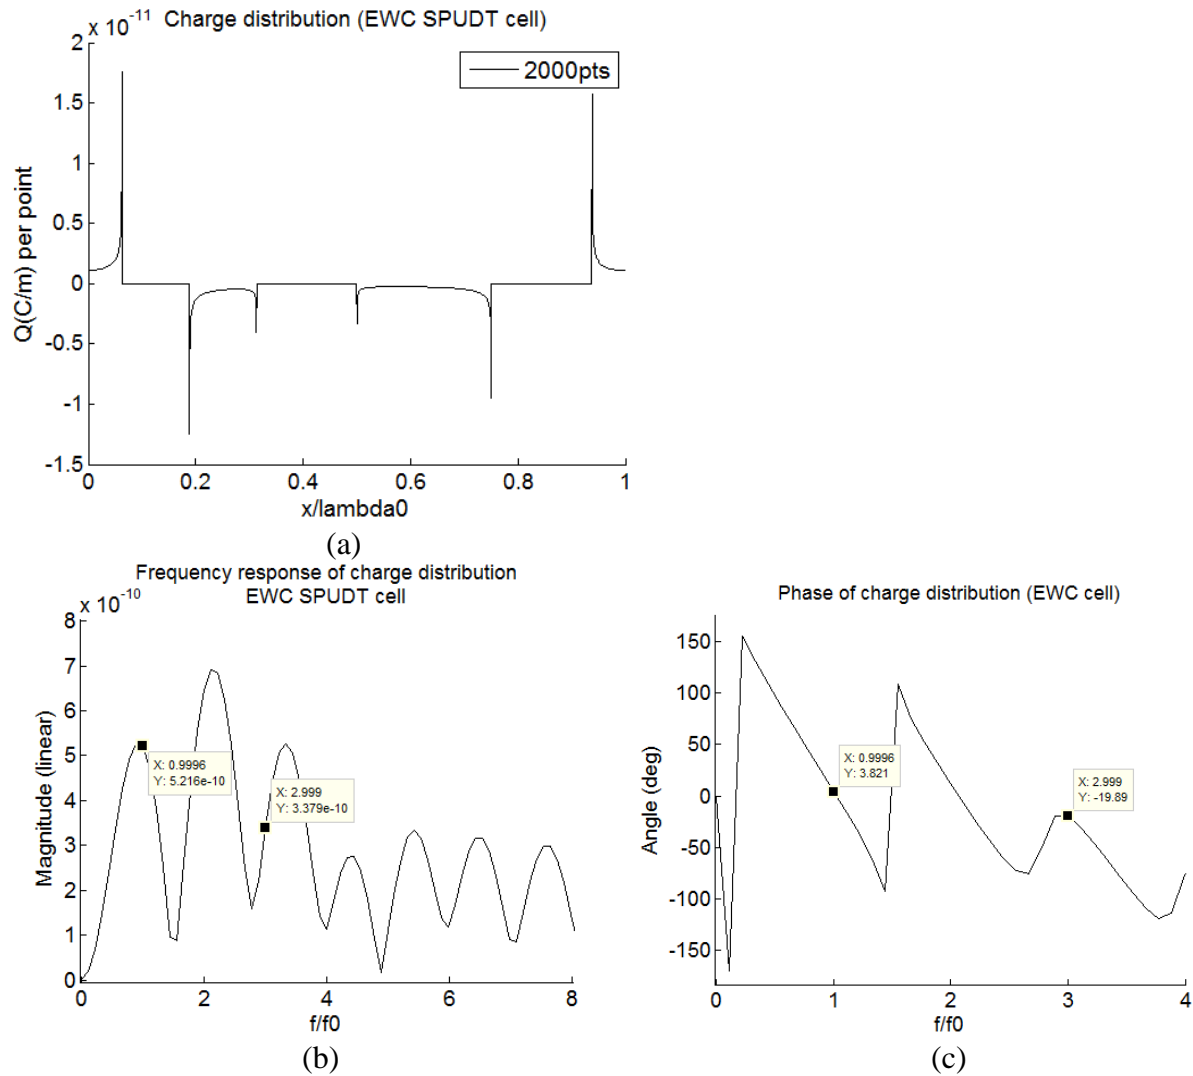 x 10^-11
Charge distribution (EWC SPUDT cell)
2
1.5
1
0.5
0
-0.5
-1
-1.5
Q(C/m) per point
2000pts
0 0.2 0.4 0.6 0.8 1
x/lambda0
(a)
Frequency response of charge distribution
EWC SPUDT cell
x 10^-10
8
7
6
5
4
3
2
1
0
Magnitude (linear)
X: 0.9996
Y: 5.216e-10
X: 2.999
Y: 3.379e-10
0 2 4 6 8
f/f0
(b)
Phase of charge distribution (EWC cell)
150
100
50
0
-50
-100
-150
Angle (deg)
X: 0.9996
Y: 3.821
X: 2.999
Y: -19.89
0 1 2 3 4
f/f0
(c)